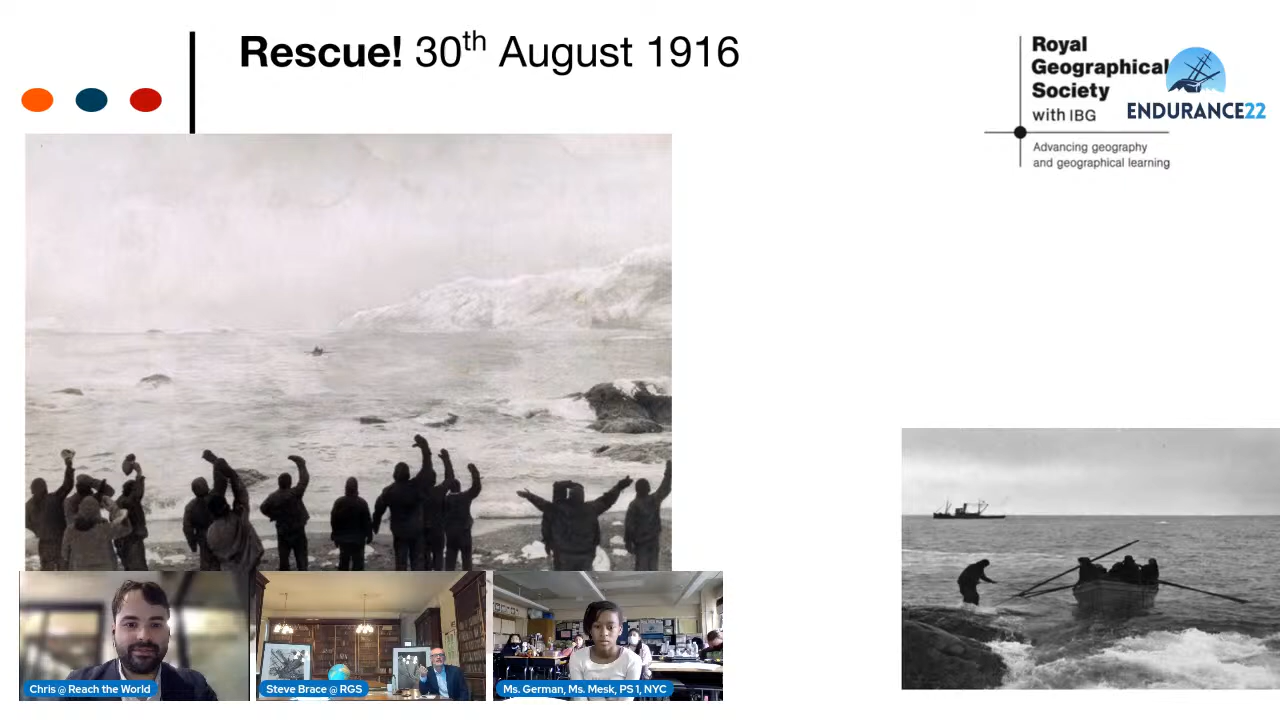 Rescue! 30th August 1916
Royal
Geographical
Society
with IBG
Advancing geography
and geographical learning
ENDURANCE22
Chris @ Reach the World
Steve Brace @ RGS
Ms. German, Ms. Mesk, PS 1, NYC